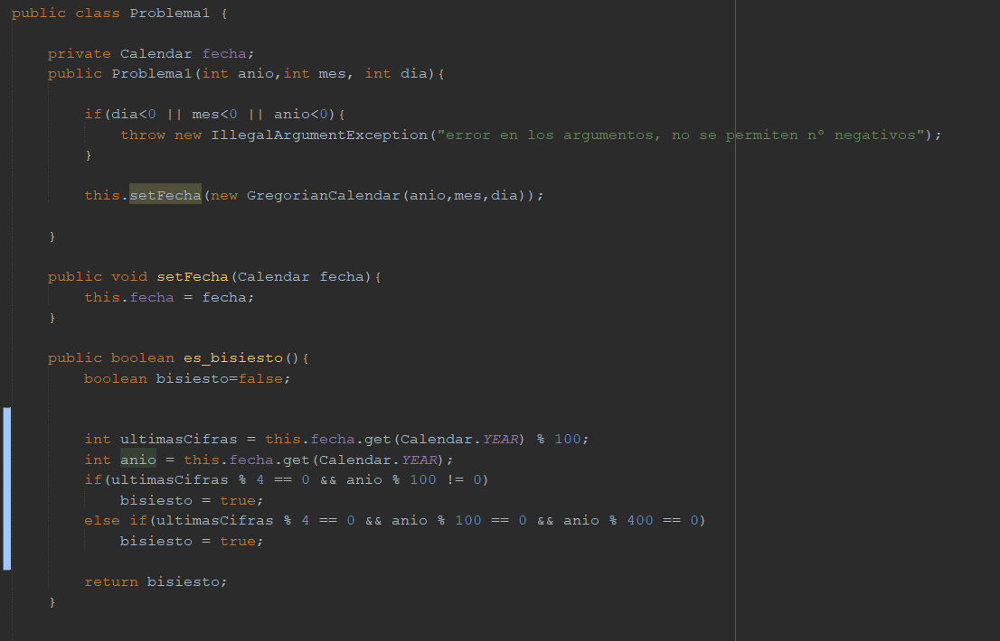 public class Problema1 {
private Calendar fecha;
public Problema1(int anio,int mes, int dia){
if(dia<0 || mes<0 || anio<0){
throw new IllegalArgumentException("error en los argumentos, no se permiten nº negativos");
}
this.setFecha(new GregorianCalendar(anio,mes,dia));
}
public void setFecha(Calendar fecha){
this.fecha = fecha;
}
public boolean es_bisiesto(){
boolean bisiesto=false;
int ultimasCifras = this.fecha.get(Calendar.YEAR) % 100;
int anio = this.fecha.get(Calendar.YEAR);
if(ultimasCifras % 4 == 0 && anio % 100 != 0)
bisiesto = true;
else if(ultimasCifras % 4 == 0 && anio % 100 == 0 && anio % 400 == 0)
bisiesto = true;
return bisiesto;
}